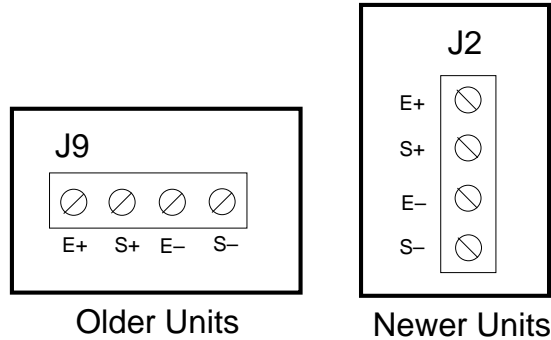 J9
E+ S+ E– S–
Older Units
J2
E+
S+
E–
S–
Newer Units